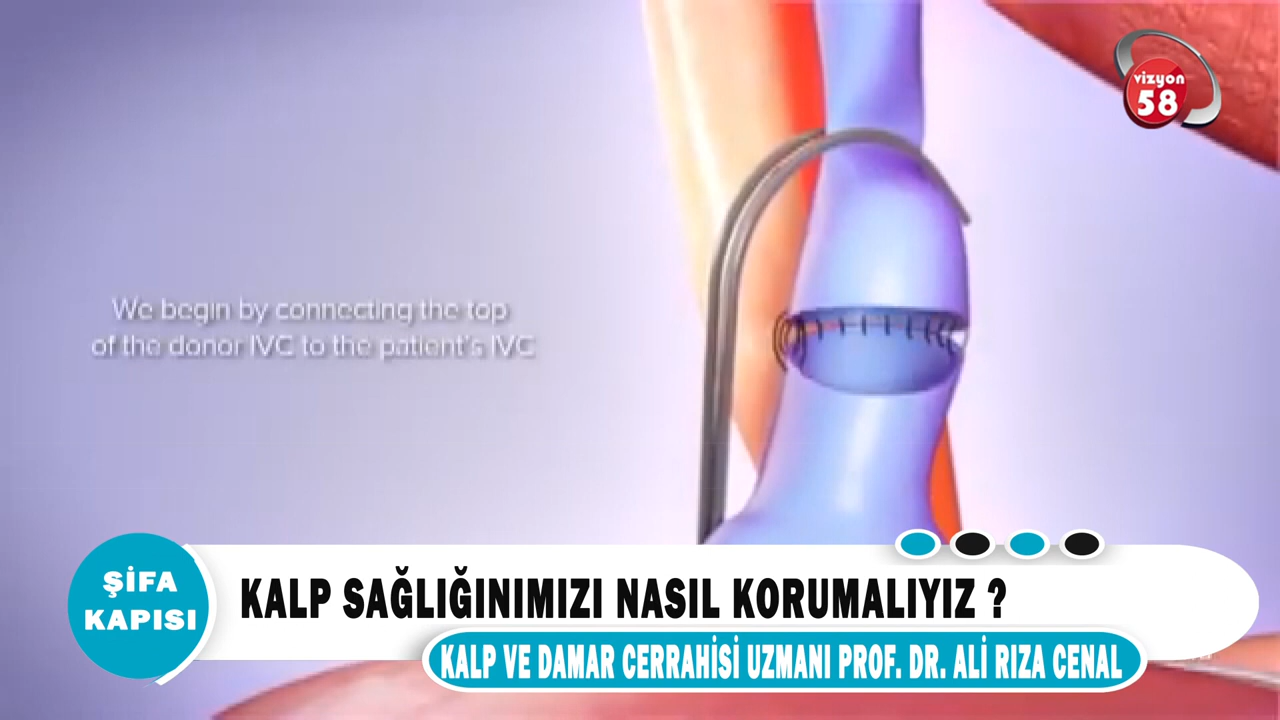 vizyon
58
We begin by connecting the top
of the donor IVC to the patient's IVC
ŞİFA
KAPISI
KALP SAĞLIĞINIMIZI NASIL KORUMALIYIZ ?
KALP VE DAMAR CERRAHİSİ UZMANI PROF. DR. ALİ RIZA CENAL